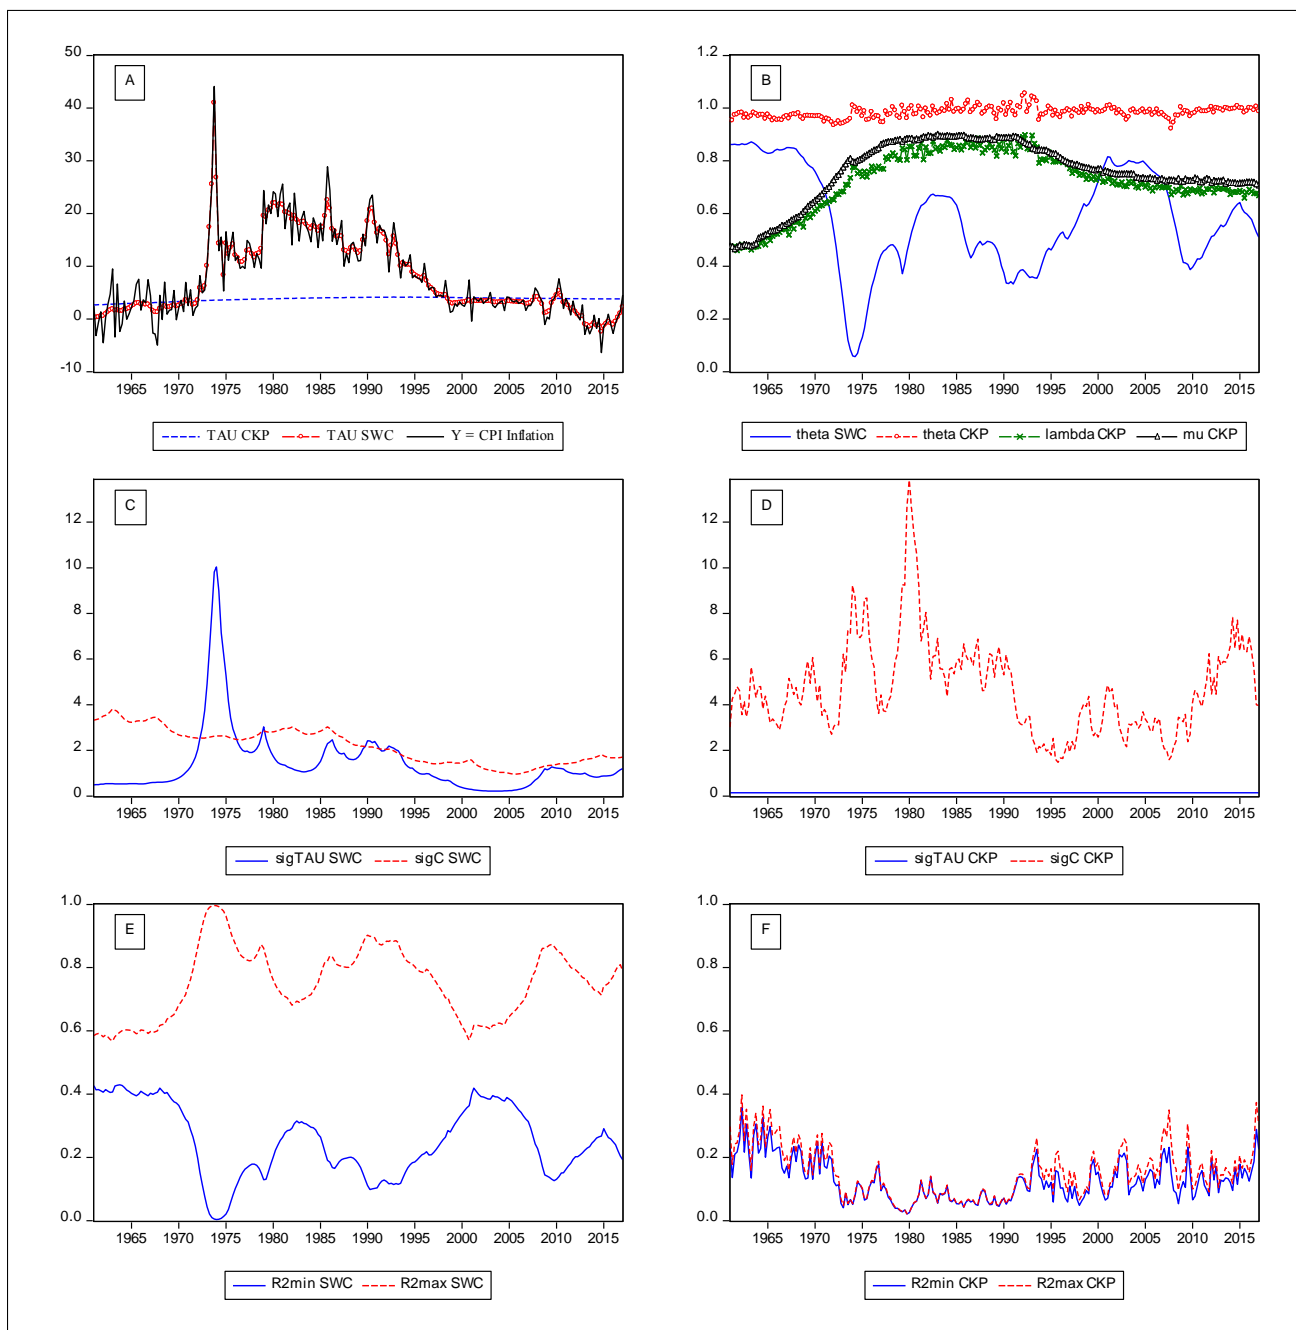 A
50
40
30
20
10
0
-10
1965 1970 1975 1980 1985 1990 1995 2000 2005 2010 2015
TAU CKP TAU SWC Y = CPI Inflation
B
1.2
1.0
0.8
0.6
0.4
0.2
0.0
1965 1970 1975 1980 1985 1990 1995 2000 2005 2010 2015
theta SWC theta CKP lambda CKP mu CKP
C
12
10
8
6
4
2
0
1965 1970 1975 1980 1985 1990 1995 2000 2005 2010 2015
sigTAU SWC sigC SWC
D
12
10
8
6
4
2
0
1965 1970 1975 1980 1985 1990 1995 2000 2005 2010 2015
sigTAU CKP sigC CKP
E
1.0
0.8
0.6
0.4
0.2
0.0
1965 1970 1975 1980 1985 1990 1995 2000 2005 2010 2015
R2min SWC R2max SWC
F
1.0
0.8
0.6
0.4
0.2
0.0
1965 1970 1975 1980 1985 1990 1995 2000 2005 2010 2015
R2min CKP R2max CKP